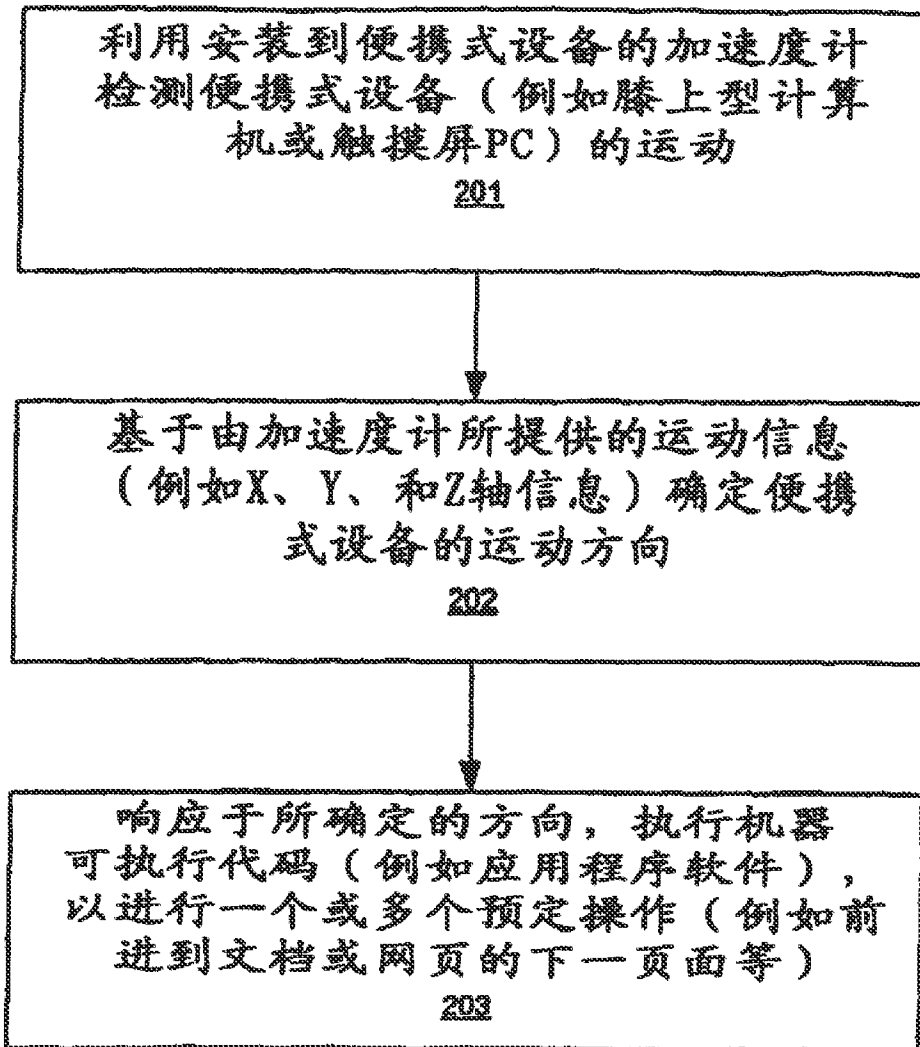 利用安装到便携式设备的加速度计
检测便携式设备（例如膝上型计算
机或触摸屏PC）的运动
201
基于由加速度计所提供的运动信息
（例如X、Y、和Z轴信息）确定便携
式设备的运动方向
202
响应于所确定的方向，执行机器
可执行代码（例如应用程序软件），
以进行一个或多个预定操作（例如前
进到文档或网页的下一页面等）
203